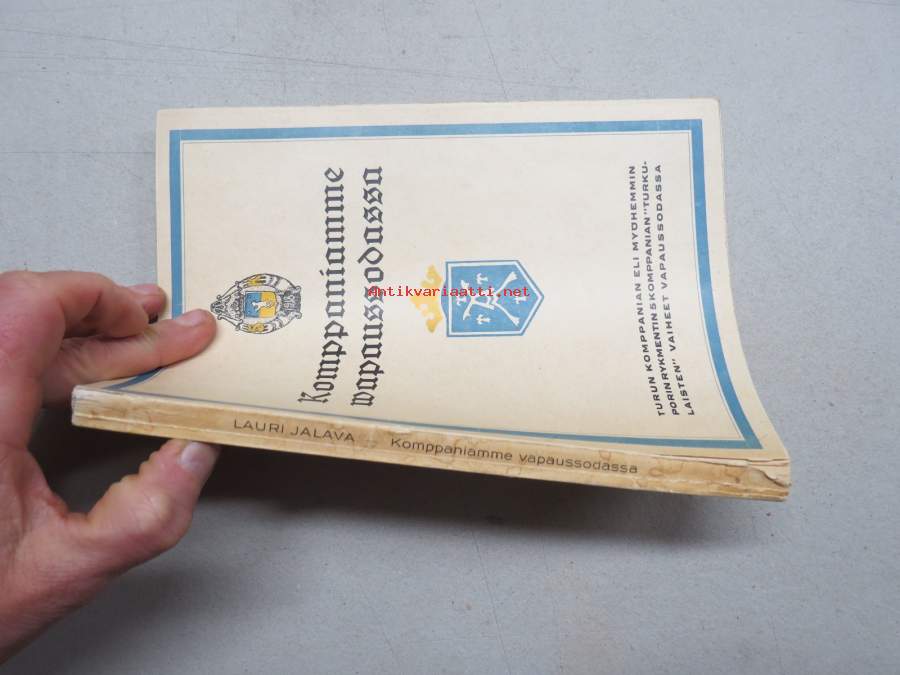 Komppaniamme
wapaussodassa
Antikvariaatti.net
TURUN KOMPPANIAN ELI MYÖHEMMIN
PORIN RYKMENTIN 5 KOMPPANIAN "TURKU-
LAISTEN" VAIHEET VAPAUSSODASSA
LAURI JALAVA — Komppaniamme vapaussodassa